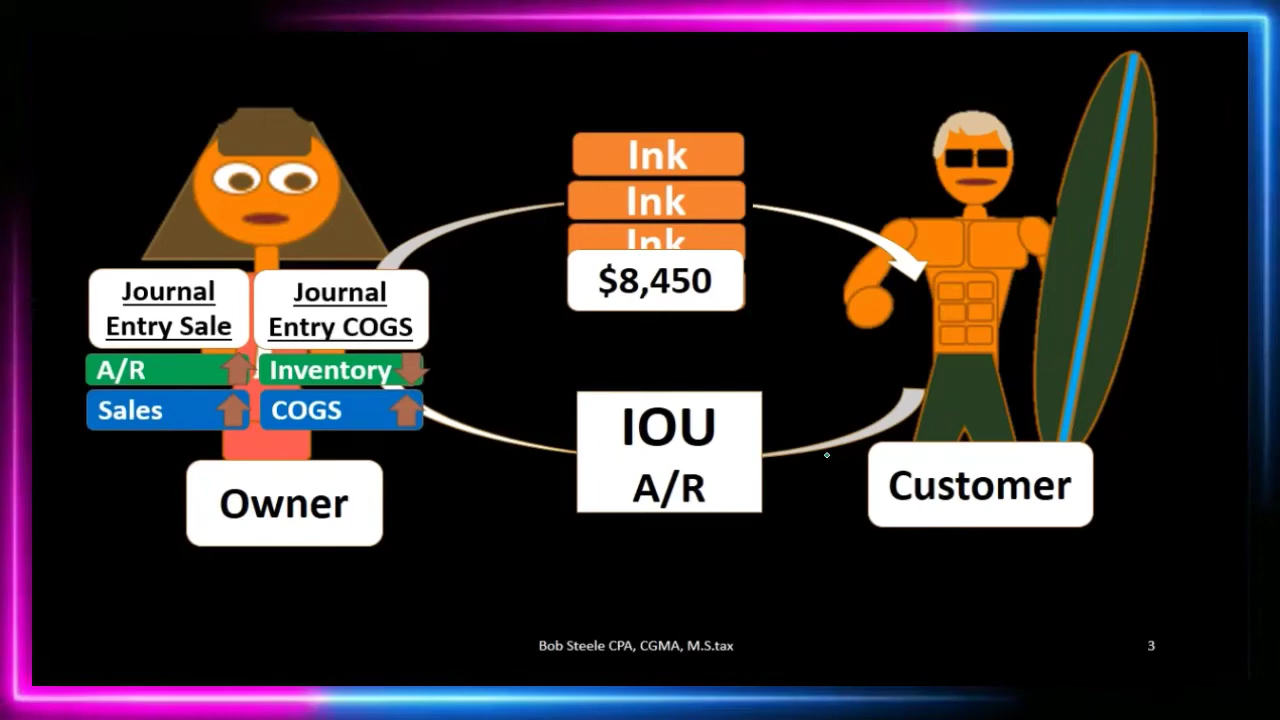 Ink
Ink
Ink
$8,450
Journal
Entry Sale
Journal
Entry COGS
A/R
Inventory
Sales
COGS
IOU
A/R
Owner
Customer
Bob Steele CPA, CGMA, M.S.tax
3